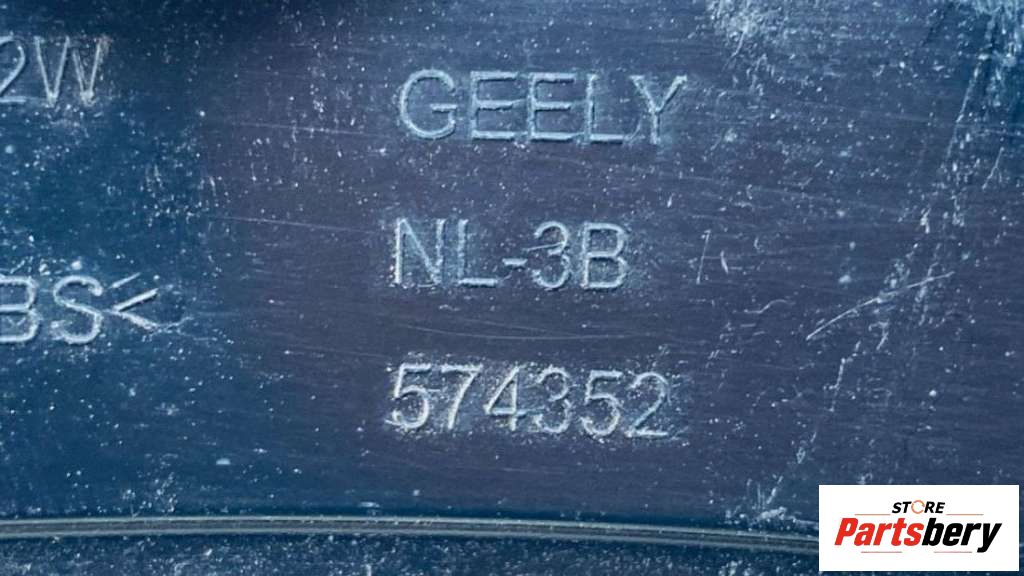 2W
GEELY
NL-3B
BS<
574352
STORE
Partsbery